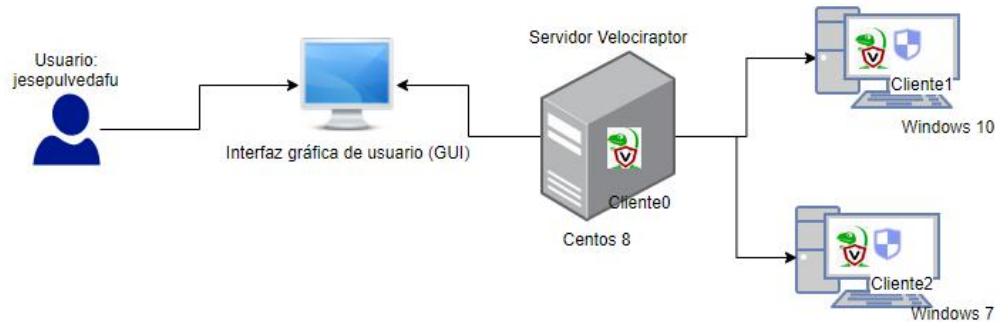 Usuario:
jesepulvedafu
Interfaz gráfica de usuario (GUI)
Servidor Velociraptor
V
Cliente0
Centos 8
V
Cliente1
Windows 10
V
Cliente2
Windows 7